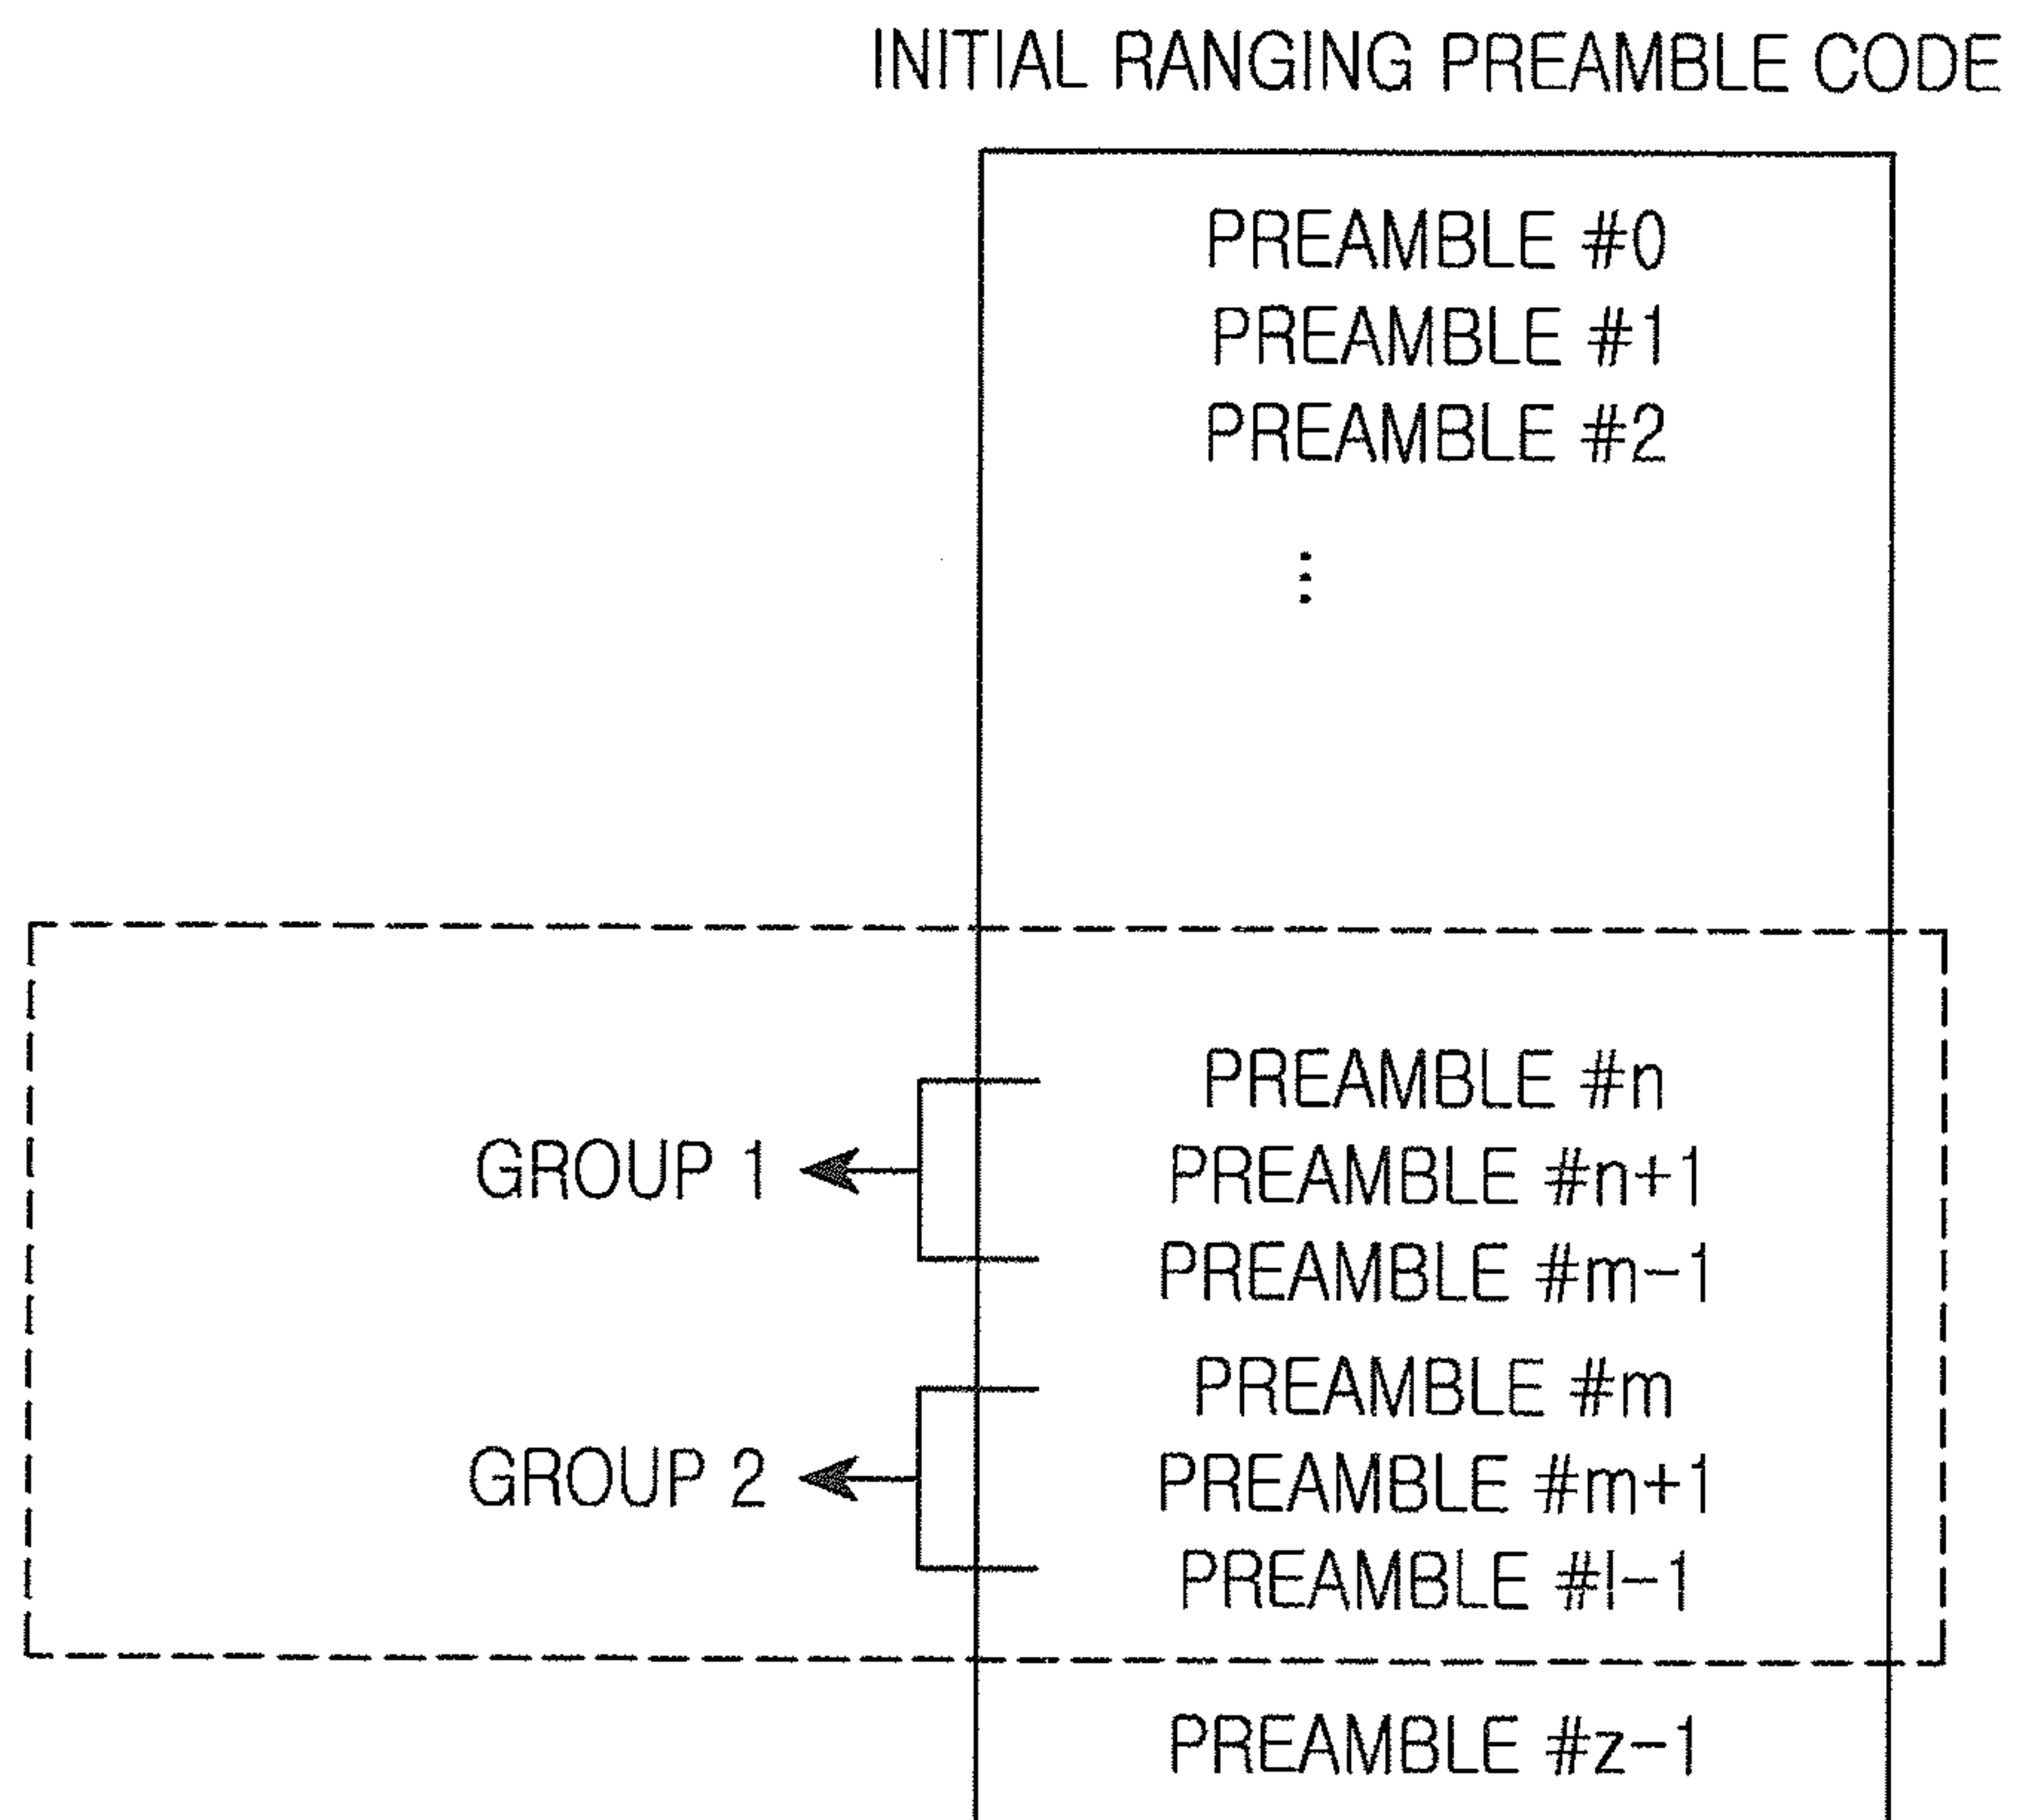 INITIAL RANGING PREAMBLE CODE
PREAMBLE #0
PREAMBLE #1
PREAMBLE #2
⋮
PREAMBLE #n
GROUP 1
PREAMBLE #n+1
PREAMBLE #m-1
PREAMBLE #m
GROUP 2
PREAMBLE #m+1
PREAMBLE #l-1
PREAMBLE #z-1